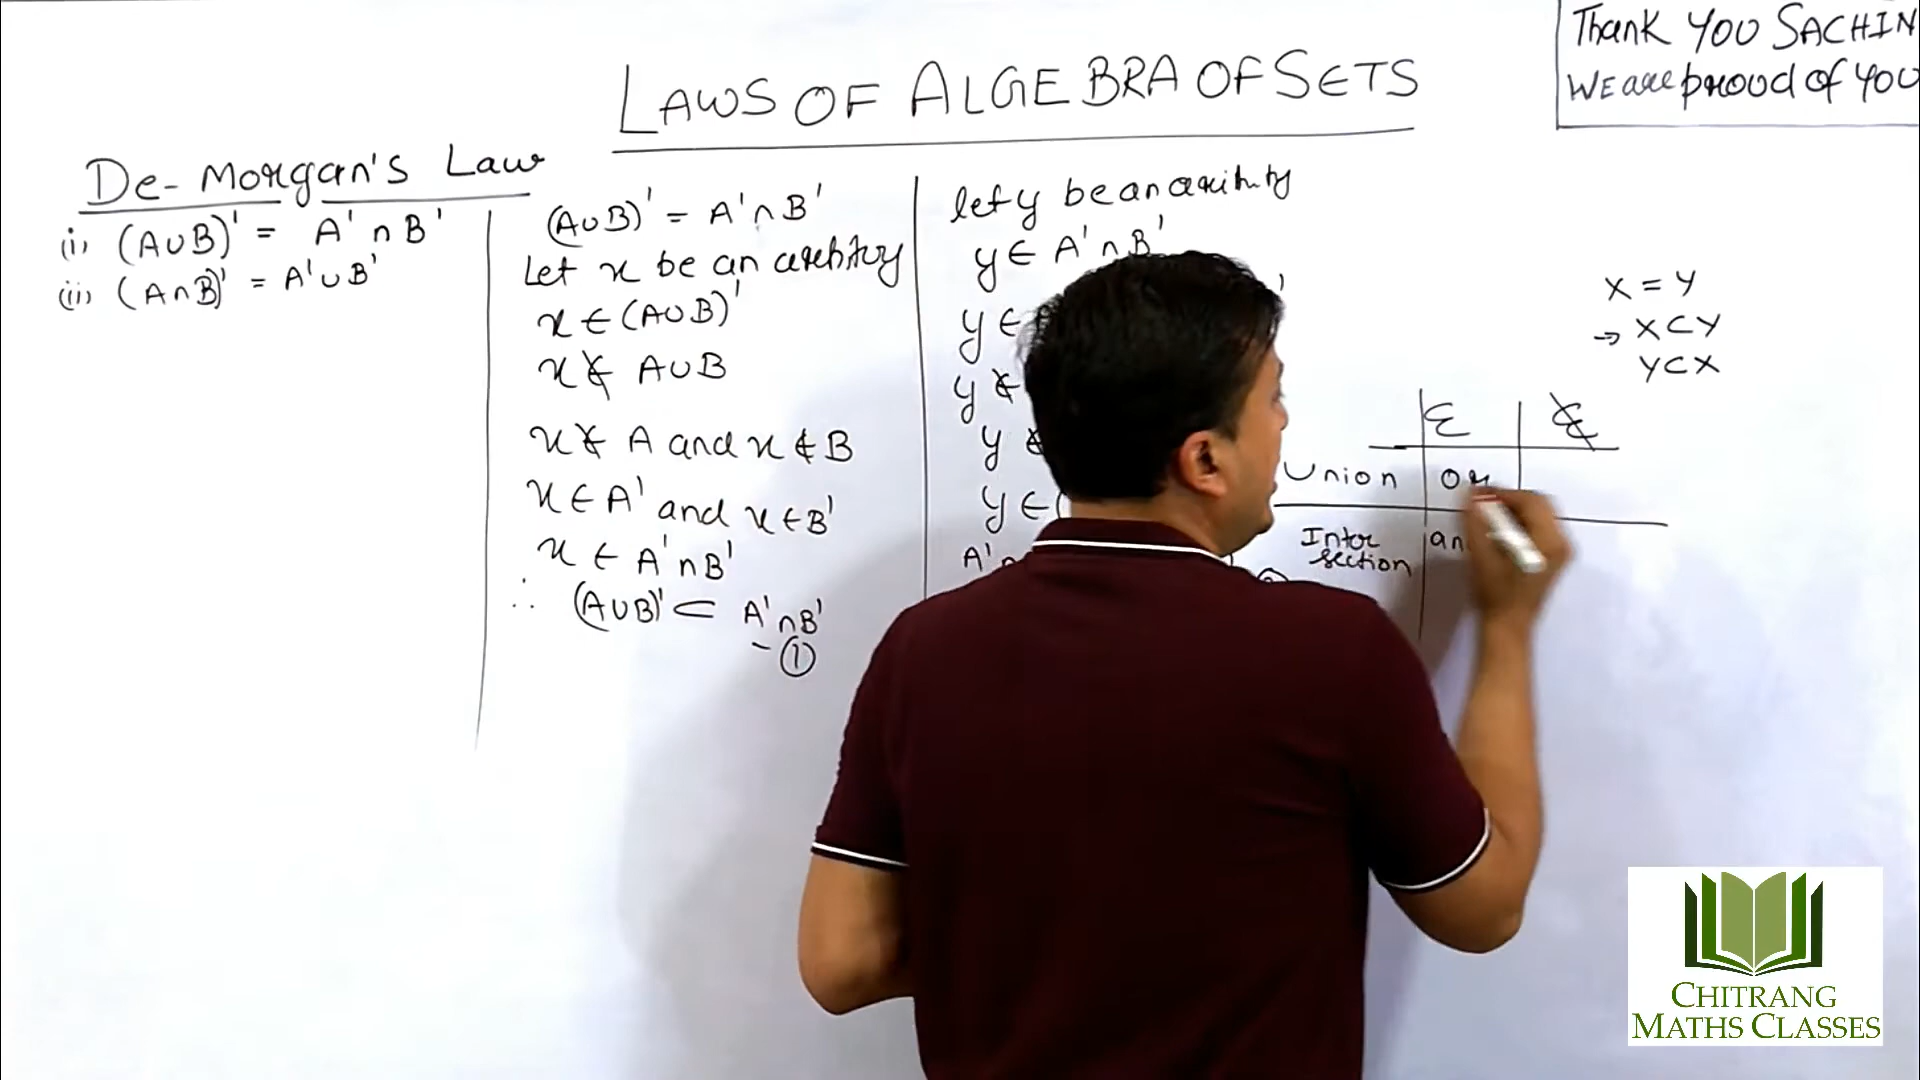 LAWS OF ALGEBRA OF SETS
Thank YOU SACHIN
WE are proud of YOU
De-Morgan's Law
(i) (A∪B)' = A' ∩ B'
(ii) (A∩B)' = A' ∪ B'
(A∪B)' = A' ∩ B'
Let x be an arbitrary
x ∈ (A∪B)'
x ∉ A∪B
x ∉ A and x ∉ B
x ∈ A' and x ∈ B'
x ∈ A' ∩ B'
∴ (A∪B)' ⊂ A' ∩ B'
- ①
let y be an
y ∈ A' ∩ B'
y ∈
y ∉
y ∉
y ∈ (
A' ∩
X = Y
→ X ⊂ Y
Y ⊂ X
∈ ∉
Union or
Inter
section
CHITRANG
MATHS CLASSES